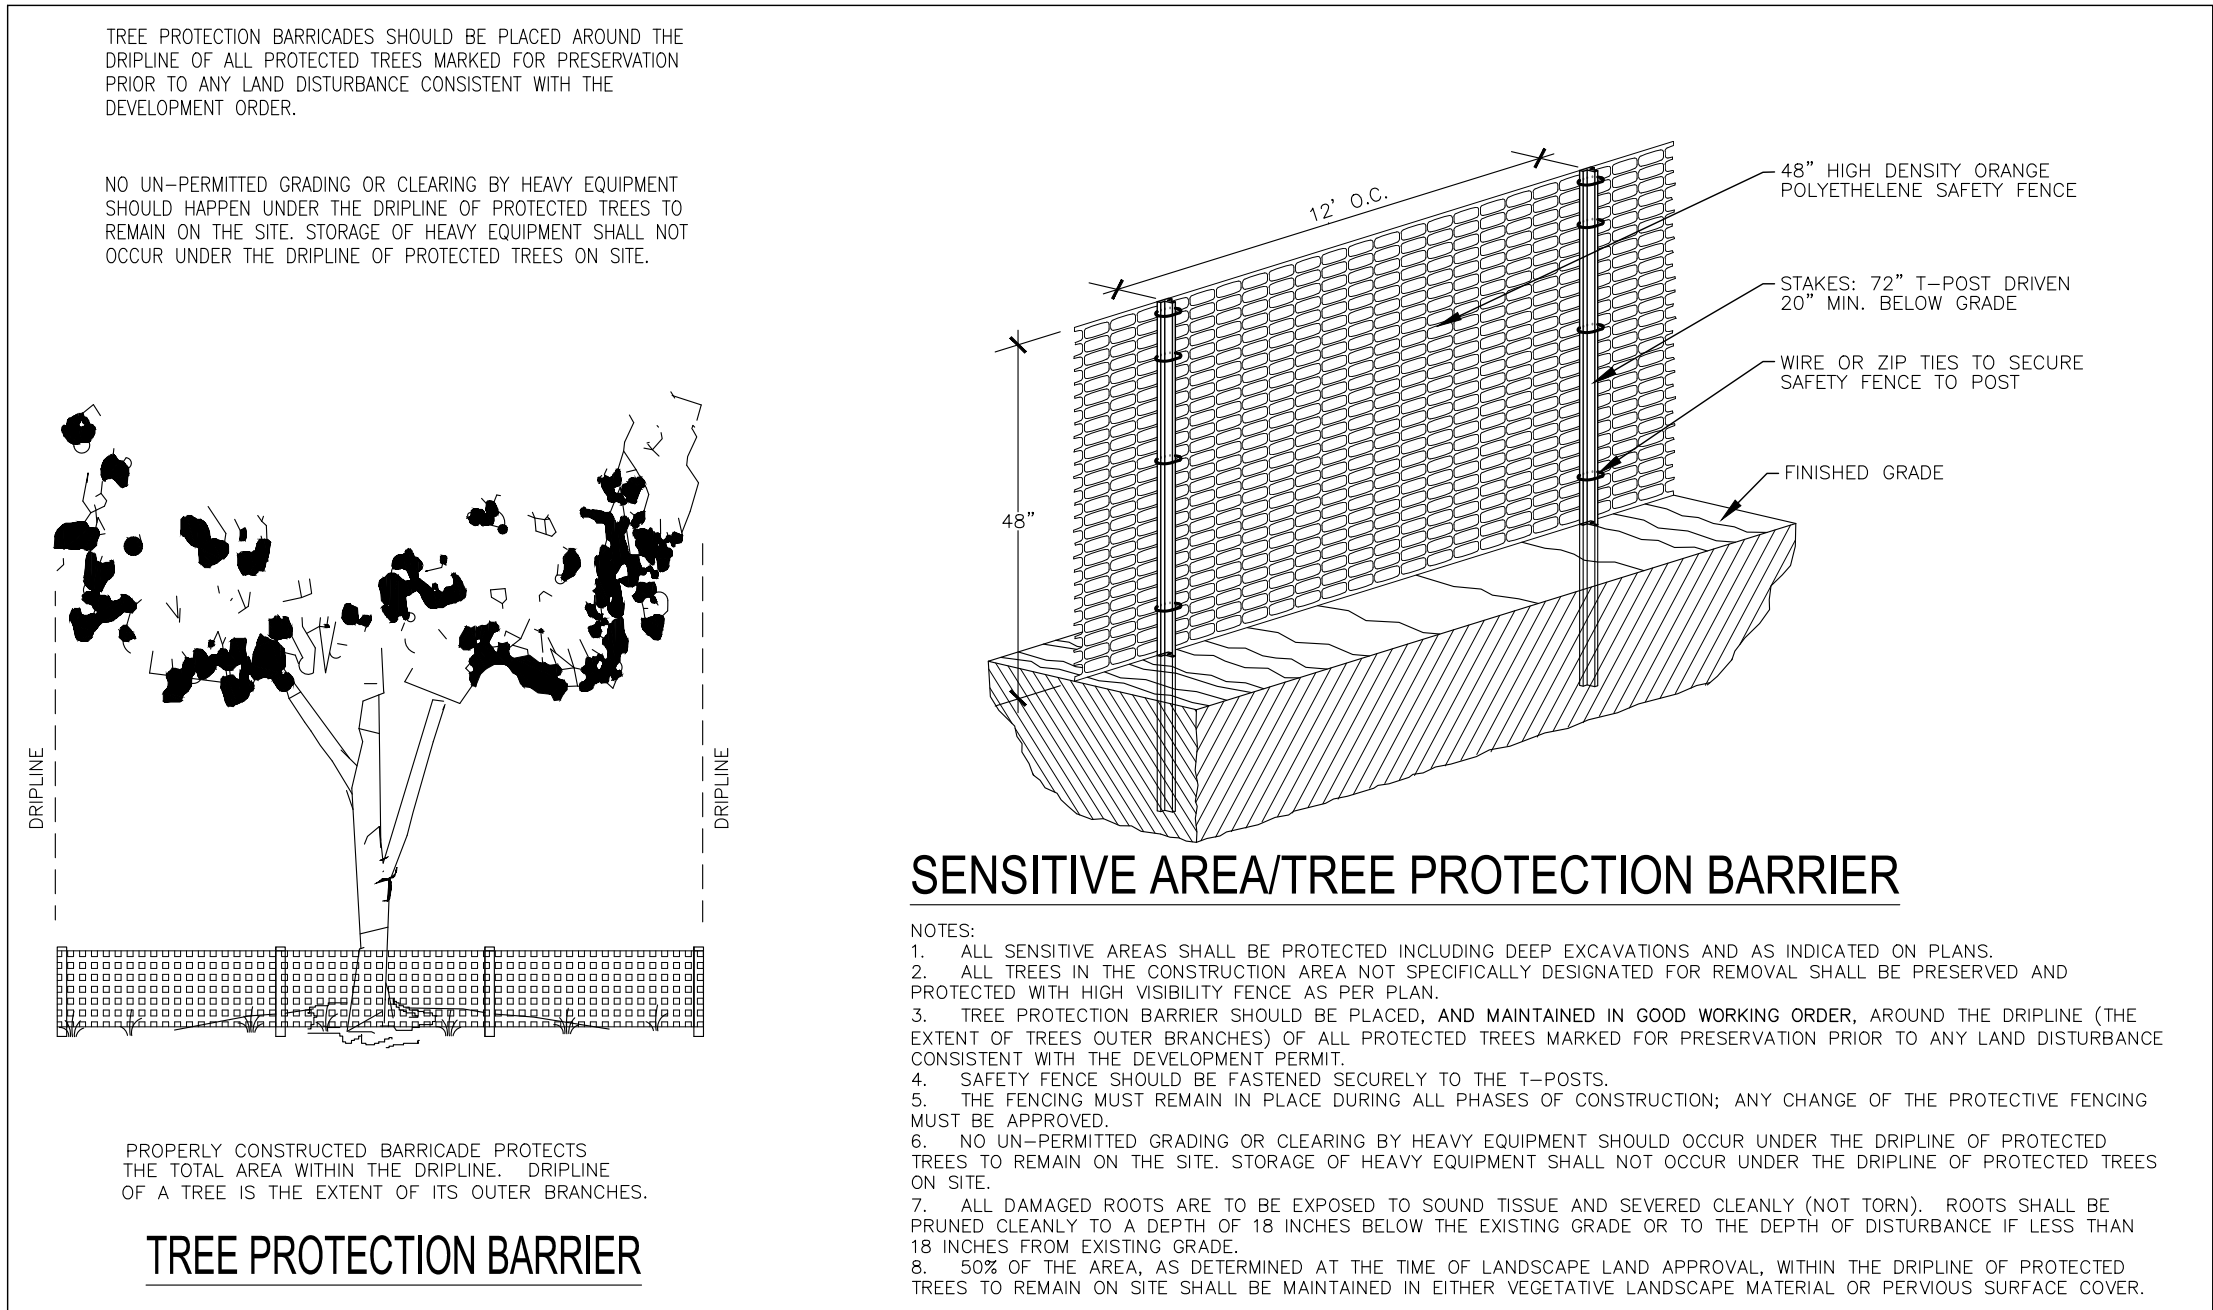 TREE PROTECTION BARRICADES SHOULD BE PLACED AROUND THE
DRIPLINE OF ALL PROTECTED TREES MARKED FOR PRESERVATION
PRIOR TO ANY LAND DISTURBANCE CONSISTENT WITH THE
DEVELOPMENT ORDER.
NO UN-PERMITTED GRADING OR CLEARING BY HEAVY EQUIPMENT
SHOULD HAPPEN UNDER THE DRIPLINE OF PROTECTED TREES TO
REMAIN ON THE SITE. STORAGE OF HEAVY EQUIPMENT SHALL NOT
OCCUR UNDER THE DRIPLINE OF PROTECTED TREES ON SITE.
DRIPLINE
DRIPLINE
PROPERLY CONSTRUCTED BARRICADE PROTECTS
THE TOTAL AREA WITHIN THE DRIPLINE. DRIPLINE
OF A TREE IS THE EXTENT OF ITS OUTER BRANCHES.
TREE PROTECTION BARRIER
12' O.C.
48"
48" HIGH DENSITY ORANGE
POLYETHELENE SAFETY FENCE
STAKES: 72" T-POST DRIVEN
20" MIN. BELOW GRADE
WIRE OR ZIP TIES TO SECURE
SAFETY FENCE TO POST
FINISHED GRADE
SENSITIVE AREA/TREE PROTECTION BARRIER
NOTES:
1. ALL SENSITIVE AREAS SHALL BE PROTECTED INCLUDING DEEP EXCAVATIONS AND AS INDICATED ON PLANS.
2. ALL TREES IN THE CONSTRUCTION AREA NOT SPECIFICALLY DESIGNATED FOR REMOVAL SHALL BE PRESERVED AND
PROTECTED WITH HIGH VISIBILITY FENCE AS PER PLAN.
3. TREE PROTECTION BARRIER SHOULD BE PLACED, AND MAINTAINED IN GOOD WORKING ORDER, AROUND THE DRIPLINE (THE
EXTENT OF TREES OUTER BRANCHES) OF ALL PROTECTED TREES MARKED FOR PRESERVATION PRIOR TO ANY LAND DISTURBANCE
CONSISTENT WITH THE DEVELOPMENT PERMIT.
4. SAFETY FENCE SHOULD BE FASTENED SECURELY TO THE T-POSTS.
5. THE FENCING MUST REMAIN IN PLACE DURING ALL PHASES OF CONSTRUCTION; ANY CHANGE OF THE PROTECTIVE FENCING
MUST BE APPROVED.
6. NO UN-PERMITTED GRADING OR CLEARING BY HEAVY EQUIPMENT SHOULD OCCUR UNDER THE DRIPLINE OF PROTECTED
TREES TO REMAIN ON THE SITE. STORAGE OF HEAVY EQUIPMENT SHALL NOT OCCUR UNDER THE DRIPLINE OF PROTECTED TREES
ON SITE.
7. ALL DAMAGED ROOTS ARE TO BE EXPOSED TO SOUND TISSUE AND SEVERED CLEANLY (NOT TORN). ROOTS SHALL BE
PRUNED CLEANLY TO A DEPTH OF 18 INCHES BELOW THE EXISTING GRADE OR TO THE DEPTH OF DISTURBANCE IF LESS THAN
18 INCHES FROM EXISTING GRADE.
8. 50% OF THE AREA, AS DETERMINED AT THE TIME OF LANDSCAPE LAND APPROVAL, WITHIN THE DRIPLINE OF PROTECTED
TREES TO REMAIN ON SITE SHALL BE MAINTAINED IN EITHER VEGETATIVE LANDSCAPE MATERIAL OR PERVIOUS SURFACE COVER.